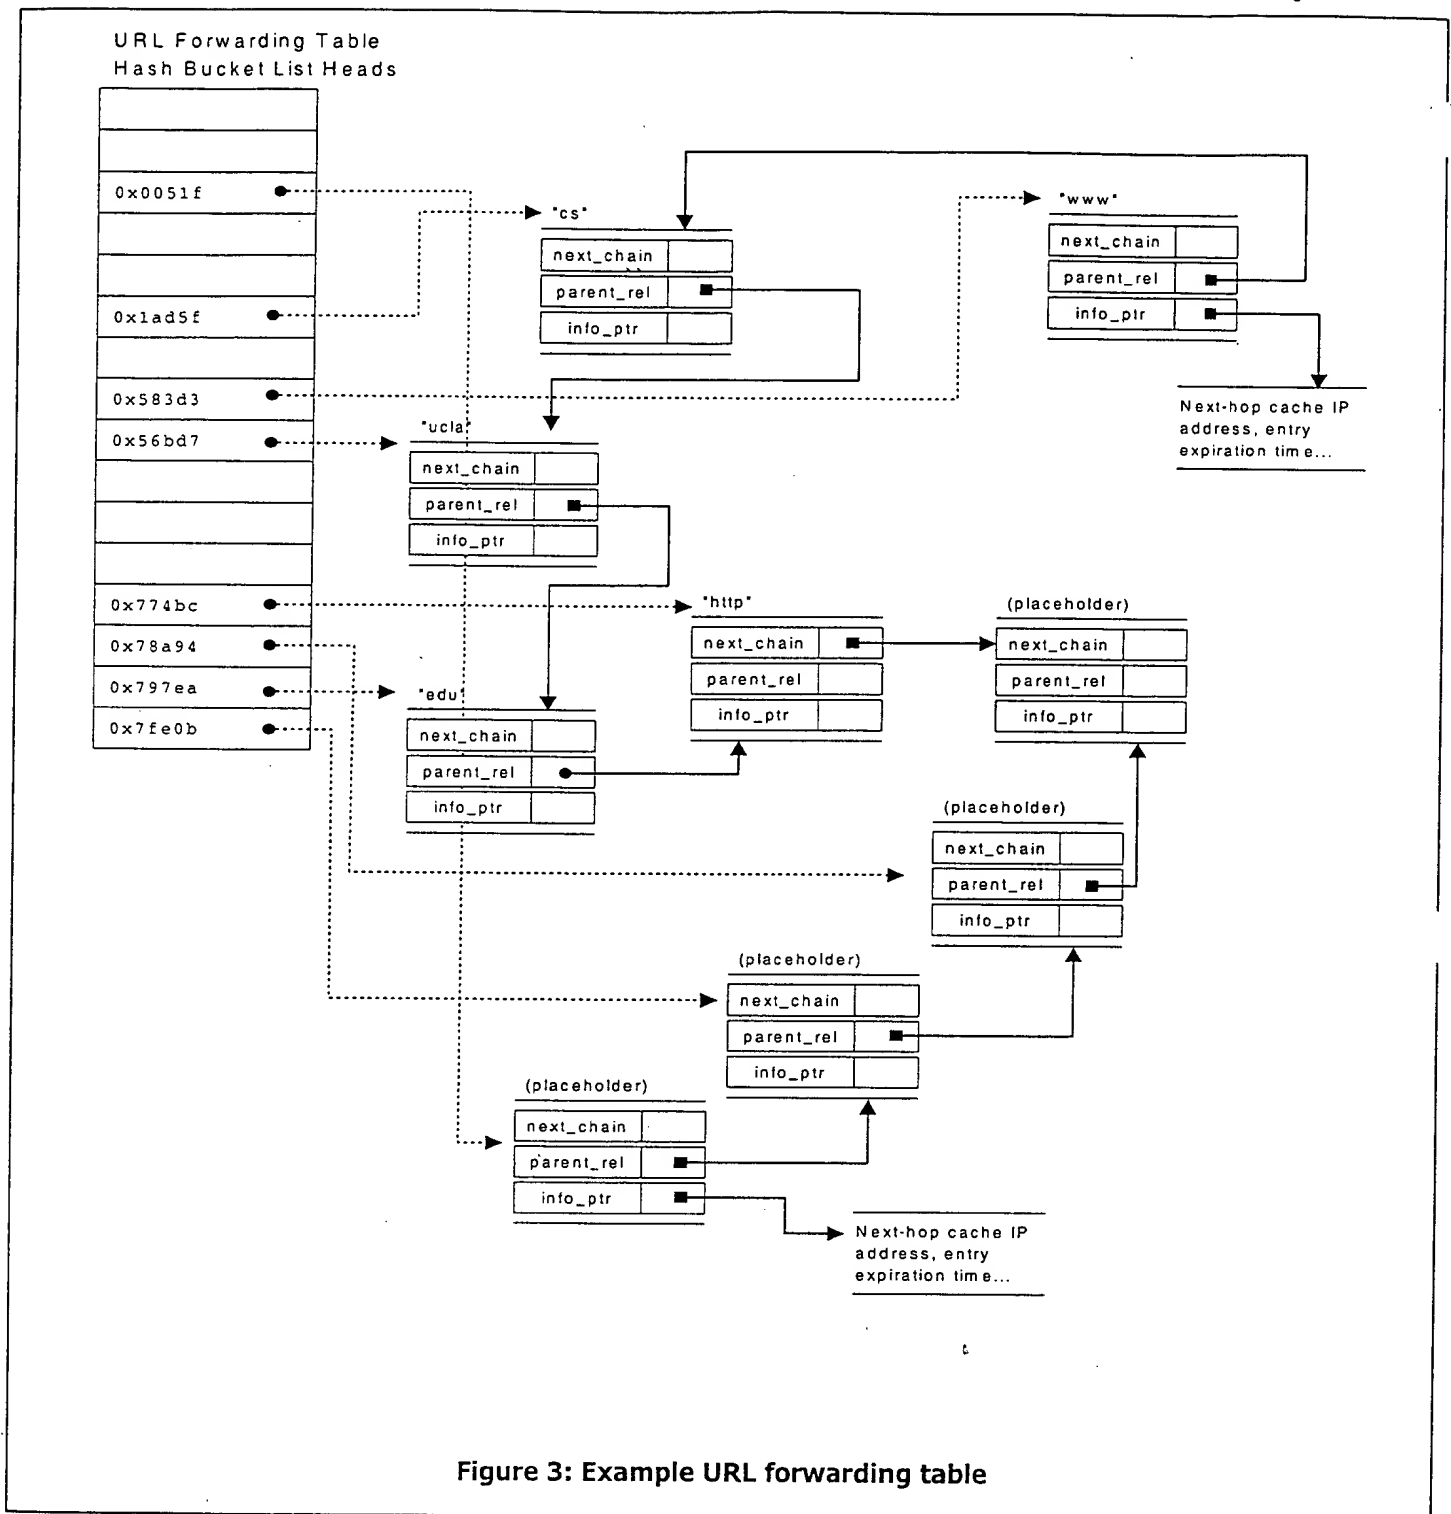 URL Forwarding Table
Hash Bucket List Heads
0x0051f
0x1ad5f
0x583d3
0x56bd7
0x774bc
0x78a94
0x797ea
0x7fe0b
"cs"
next_chain
parent_rel
info_ptr
"www"
next_chain
parent_rel
info_ptr
Next-hop cache IP
address, entry
expiration time...
"ucla"
next_chain
parent_rel
info_ptr
"http"
next_chain
parent_rel
info_ptr
(placeholder)
next_chain
parent_rel
info_ptr
"edu"
next_chain
parent_rel
info_ptr
(placeholder)
next_chain
parent_rel
info_ptr
(placeholder)
next_chain
parent_rel
info_ptr
(placeholder)
next_chain
parent_rel
info_ptr
Next-hop cache IP
address, entry
expiration time...
Figure 3: Example URL forwarding table